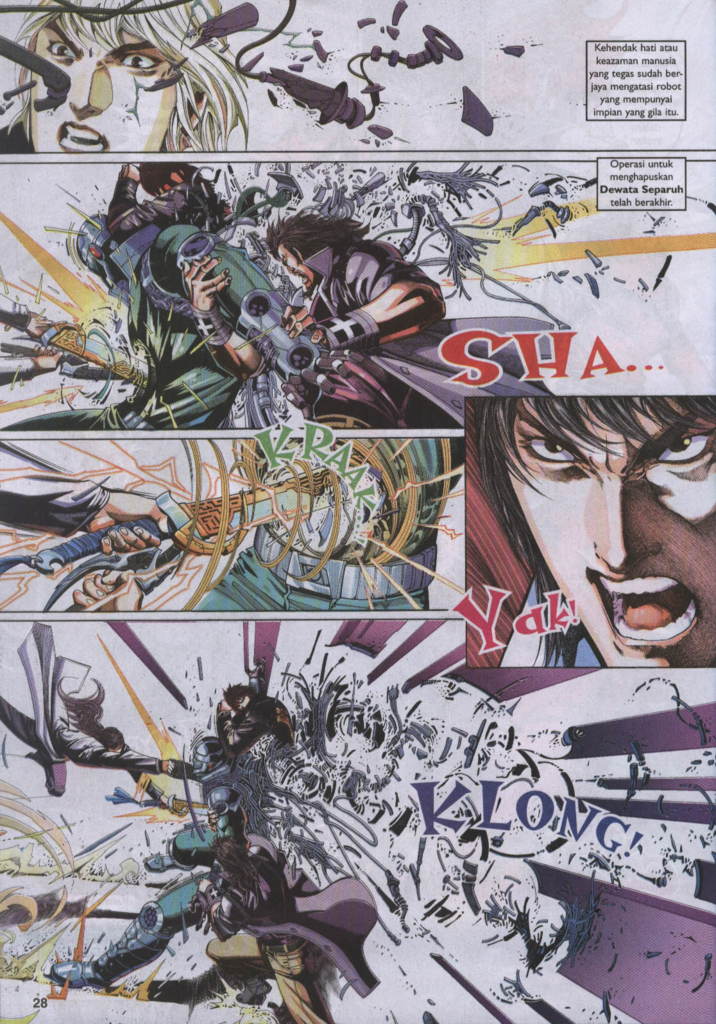 Kehendak hati atau
keazaman manusia
yang tegas sudah ber-
jaya mengatasi robot
yang mempunyai
impian yang gila itu.
Operasi untuk
menghapuskan
Dewata Separuh
telah berakhir.
SHA...
KRAAK...
Yak!
KLONG!
28